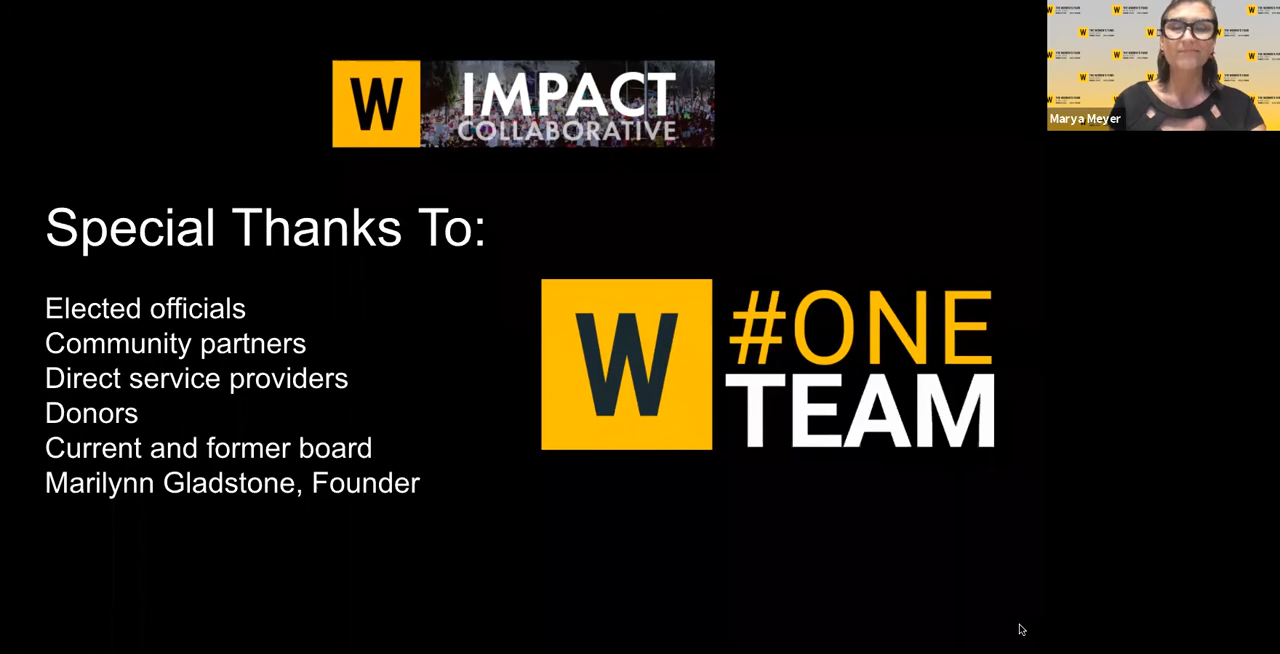 W IMPACT
COLLABORATIVE
Marya Meyer
Special Thanks To:
Elected officials
Community partners
Direct service providers
Donors
Current and former board
Marilynn Gladstone, Founder
W #ONE
TEAM